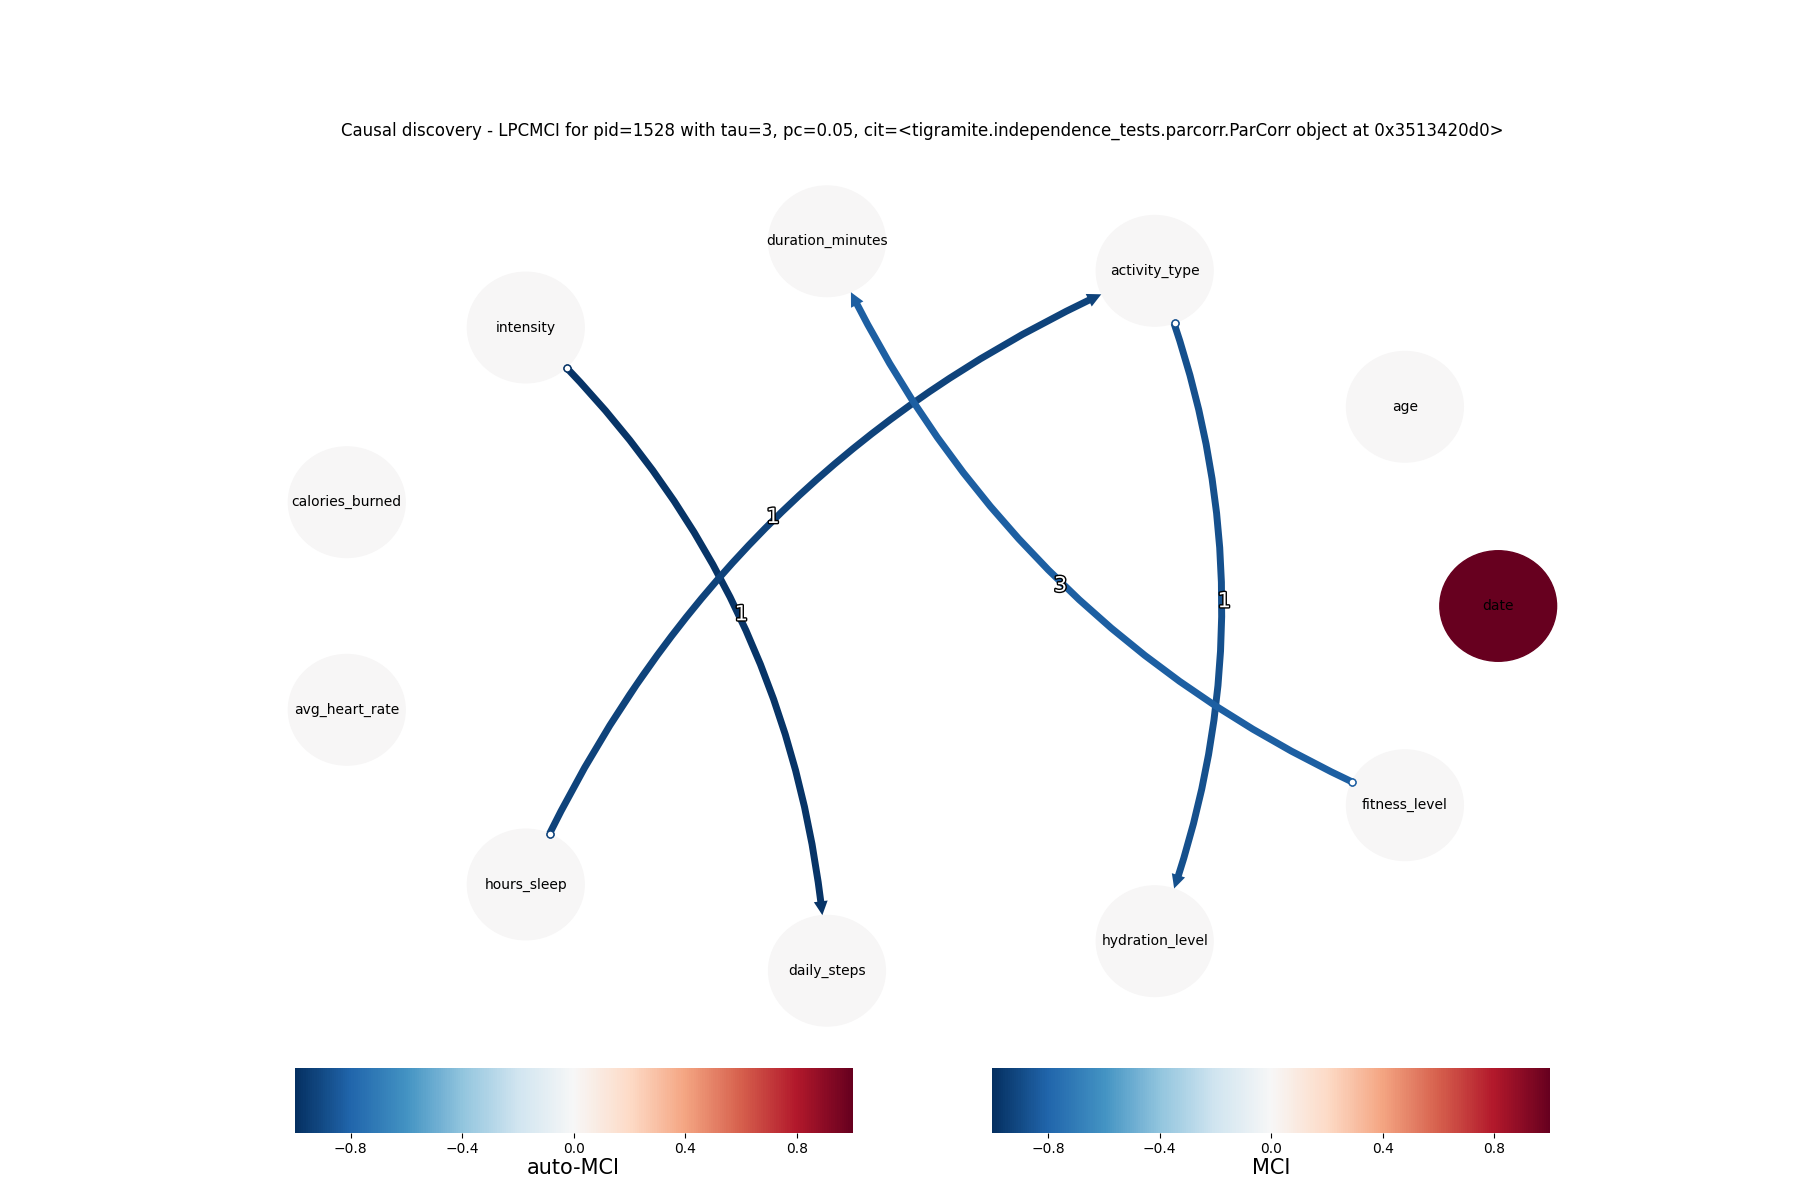 Causal discovery - LPCMCI for pid=1528 with tau=3, pc=0.05, cit=<tigramite.independence_tests.parcorr.ParCorr object at 0x3513420d0>
duration_minutes
activity_type
intensity
age
calories_burned
1
3
1
1
date
avg_heart_rate
fitness_level
hours_sleep
hydration_level
daily_steps
−0.8 −0.4 0.0 0.4 0.8
auto-MCI
−0.8 −0.4 0.0 0.4 0.8
MCI